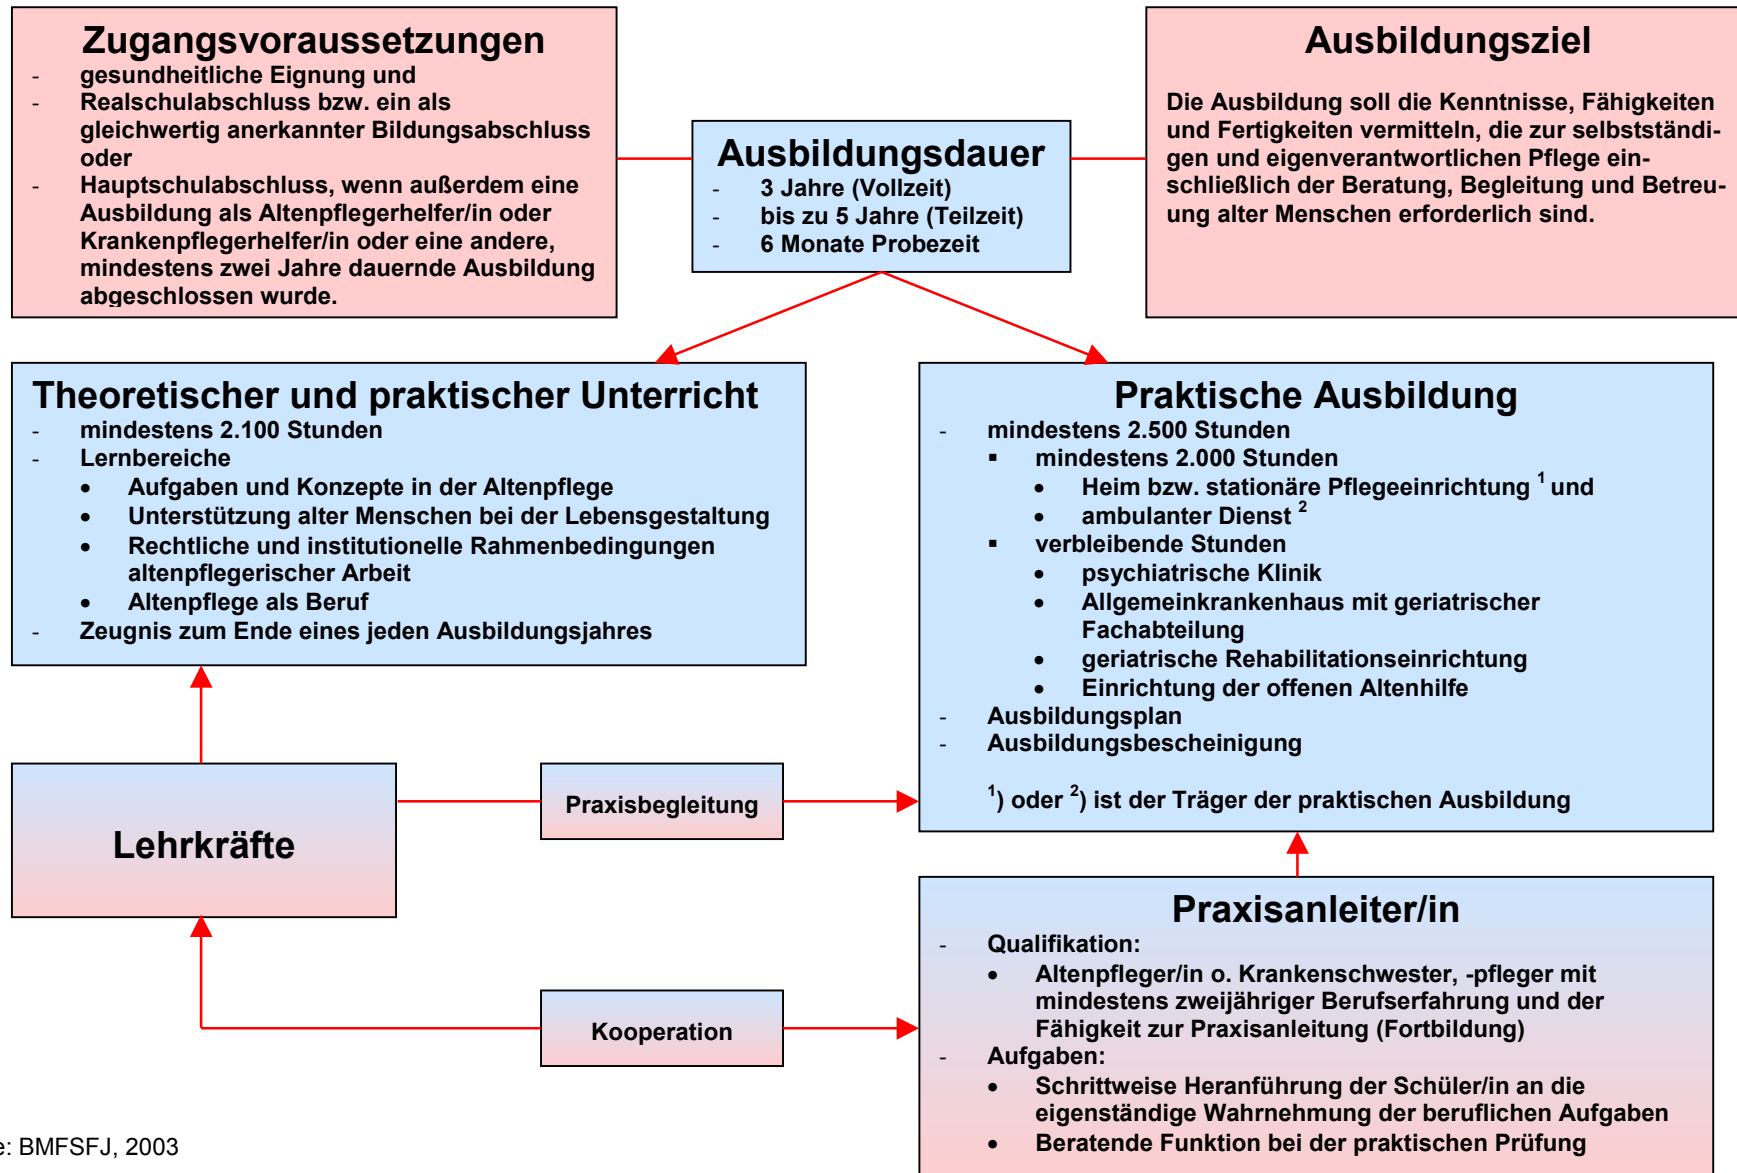 Zugangsvoraussetzungen
- gesundheitliche Eignung und
- Realschulabschluss bzw. ein als
gleichwertig anerkannter Bildungsabschluss
oder
- Hauptschulabschluss, wenn außerdem eine
Ausbildung als Altenpflegerhelfer/in oder
Krankenpflegerhelfer/in oder eine andere,
mindestens zwei Jahre dauernde Ausbildung
abgeschlossen wurde.
Ausbildungsdauer
- 3 Jahre (Vollzeit)
- bis zu 5 Jahre (Teilzeit)
- 6 Monate Probezeit
Ausbildungsziel
Die Ausbildung soll die Kenntnisse, Fähigkeiten
und Fertigkeiten vermitteln, die zur selbstständi-
gen und eigenverantwortlichen Pflege ein-
schließlich der Beratung, Begleitung und Betreu-
ung alter Menschen erforderlich sind.
Theoretischer und praktischer Unterricht
- mindestens 2.100 Stunden
- Lernbereiche
• Aufgaben und Konzepte in der Altenpflege
• Unterstützung alter Menschen bei der Lebensgestaltung
• Rechtliche und institutionelle Rahmenbedingungen
altenpflegerischer Arbeit
• Altenpflege als Beruf
- Zeugnis zum Ende eines jeden Ausbildungsjahres
Praktische Ausbildung
- mindestens 2.500 Stunden
▪ mindestens 2.000 Stunden
• Heim bzw. stationäre Pflegeeinrichtung ¹ und
• ambulanter Dienst ²
▪ verbleibende Stunden
• psychiatrische Klinik
• Allgemeinkrankenhaus mit geriatrischer
Fachabteilung
• geriatrische Rehabilitationseinrichtung
• Einrichtung der offenen Altenhilfe
- Ausbildungsplan
- Ausbildungsbescheinigung
¹) oder ²) ist der Träger der praktischen Ausbildung
Lehrkräfte
Praxisbegleitung
Kooperation
Praxisanleiter/in
- Qualifikation:
• Altenpfleger/in o. Krankenschwester, -pfleger mit
mindestens zweijähriger Berufserfahrung und der
Fähigkeit zur Praxisanleitung (Fortbildung)
- Aufgaben:
• Schrittweise Heranführung der Schüler/in an die
eigenständige Wahrnehmung der beruflichen Aufgaben
• Beratende Funktion bei der praktischen Prüfung
e: BMFSFJ, 2003